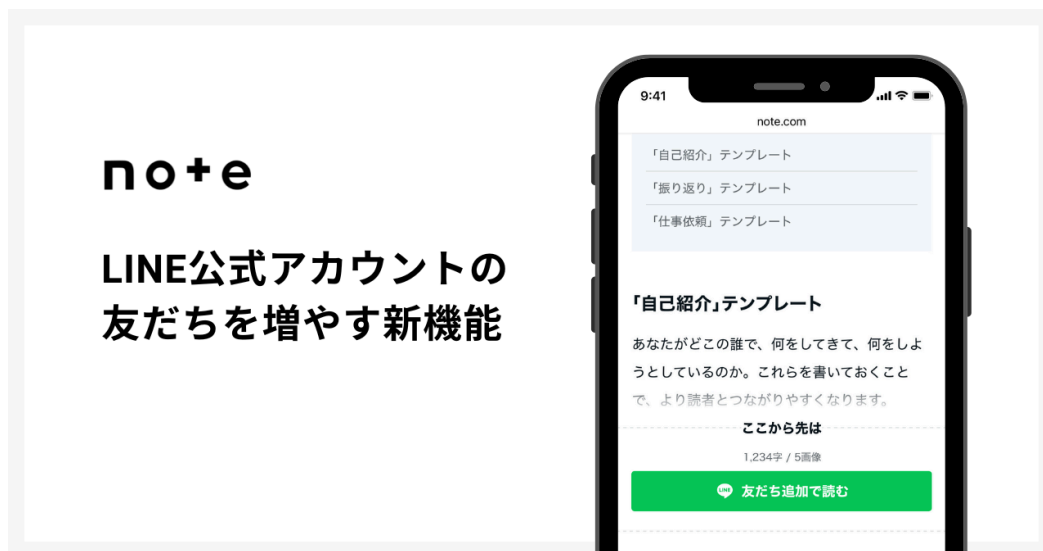 note
LINE公式アカウントの
友だちを増やす新機能
9:41
note.com
「自己紹介」テンプレート
「振り返り」テンプレート
「仕事依頼」テンプレート
「自己紹介」テンプレート
あなたがどこの誰で、何をしてきて、何をしよ
うとしているのか。これらを書いておくこと
で、より読者とつながりやすくなります。
ここから先は
1,234字 / 5画像
LINE 友だち追加で読む